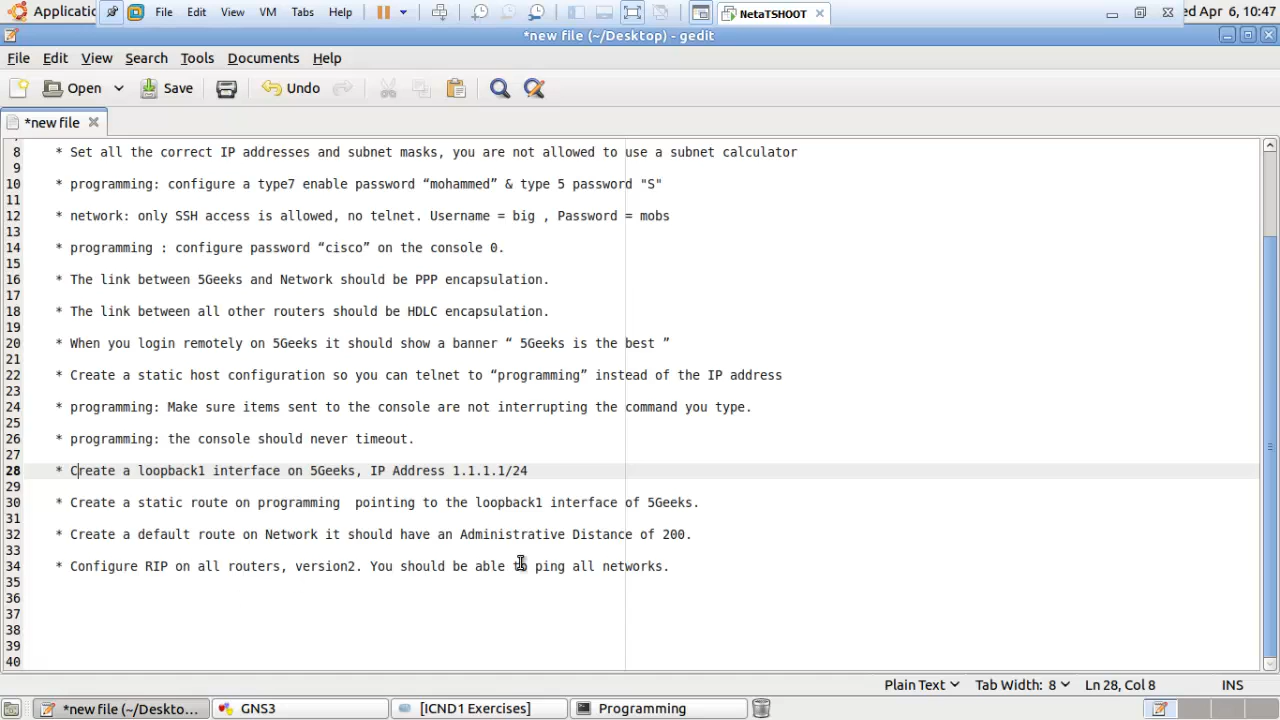 Applicatio File Edit View VM Tabs Help NetaTSHOOT ed Apr 6, 10:47
*new file (~/Desktop) - gedit
File Edit View Search Tools Documents Help
Open Save Undo
*new file
8 * Set all the correct IP addresses and subnet masks, you are not allowed to use a subnet calculator
9
10 * programming: configure a type7 enable password “mohammed” & type 5 password "S"
11
12 * network: only SSH access is allowed, no telnet. Username = big , Password = mobs
13
14 * programming : configure password “cisco” on the console 0.
15
16 * The link between 5Geeks and Network should be PPP encapsulation.
17
18 * The link between all other routers should be HDLC encapsulation.
19
20 * When you login remotely on 5Geeks it should show a banner “ 5Geeks is the best ”
21
22 * Create a static host configuration so you can telnet to “programming” instead of the IP address
23
24 * programming: Make sure items sent to the console are not interrupting the command you type.
25
26 * programming: the console should never timeout.
27
28 * Create a loopback1 interface on 5Geeks, IP Address 1.1.1.1/24
29
30 * Create a static route on programming  pointing to the loopback1 interface of 5Geeks.
31
32 * Create a default route on Network it should have an Administrative Distance of 200.
33
34 * Configure RIP on all routers, version2. You should be able to ping all networks.
35
36
37
38
39
40
Plain Text Tab Width: 8 Ln 28, Col 8 INS
*new file (~/Deskto... GNS3 [ICND1 Exercises] Programming